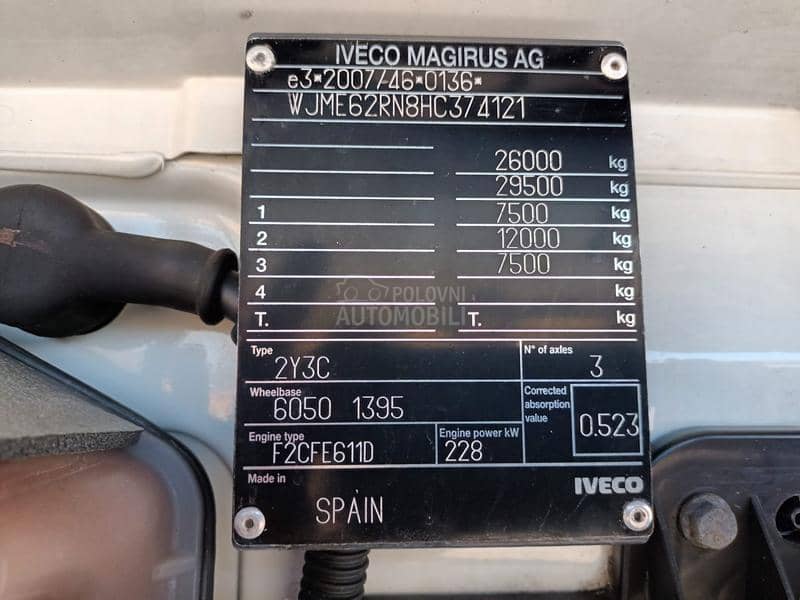 IVECO MAGIRUS AG
e3*2007/46*0136*
WJME62RN8HC374121
26000 kg
29500 kg
1 7500 kg
2 12000 kg
3 7500 kg
4 kg
T. T. kg
POLOVNI
AUTOMOBILI
Type N° of axles
2Y3C 3
Wheelbase Corrected absorption value
6050 1395 0.523
Engine type Engine power kW
F2CFE611D 228
Made in IVECO
SPAIN